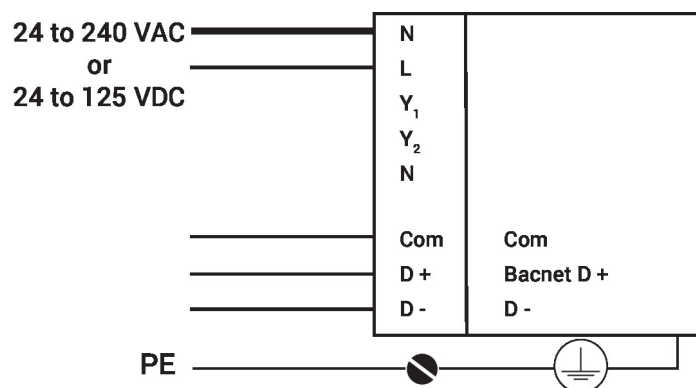 24 to 240 VAC
or
24 to 125 VDC
N
L
Y₁
Y₂
N
Com
D +
D -
Com
Bacnet D +
D -
PE